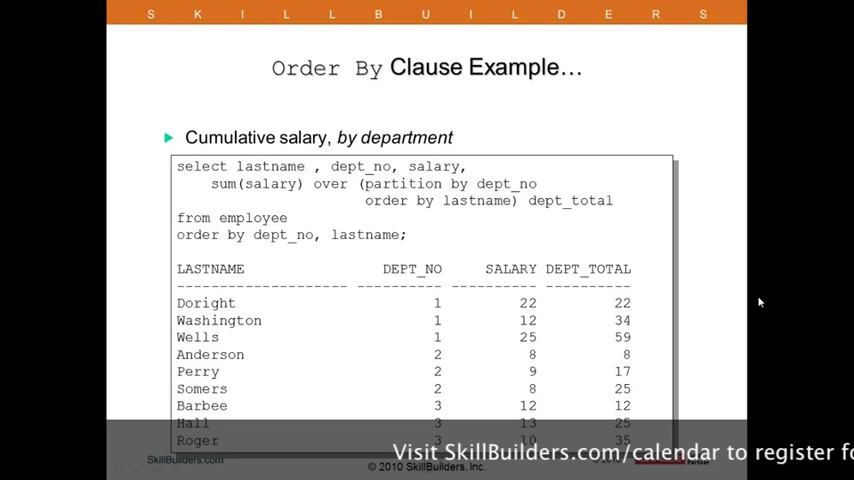 S K I L L B U I L D E R S
Order By Clause Example...
Cumulative salary, by department
select lastname , dept_no, salary,
sum(salary) over (partition by dept_no
order by lastname) dept_total
from employee
order by dept_no, lastname;
LASTNAME DEPT_NO SALARY DEPT_TOTAL
-------------------- ---------- ---------- ----------
Doright 1 22 22
Washington 1 12 34
Wells 1 25 59
Anderson 2 8 8
Perry 2 9 17
Somers 2 8 25
Barbee 3 12 12
Hall 3 13 25
Roger 3 10 35
Visit SkillBuilders.com/calendar to register fo
SkillBuilders.com
© 2010 SkillBuilders, Inc.
Partner